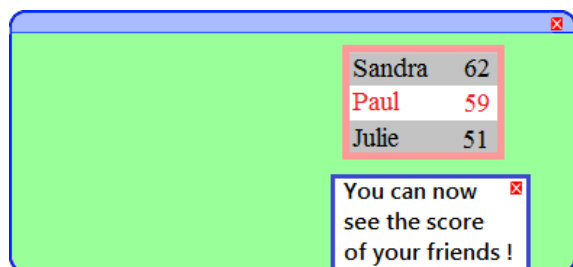 Sandra 62
Paul 59
Julie 51
You can now
see the score
of your friends !